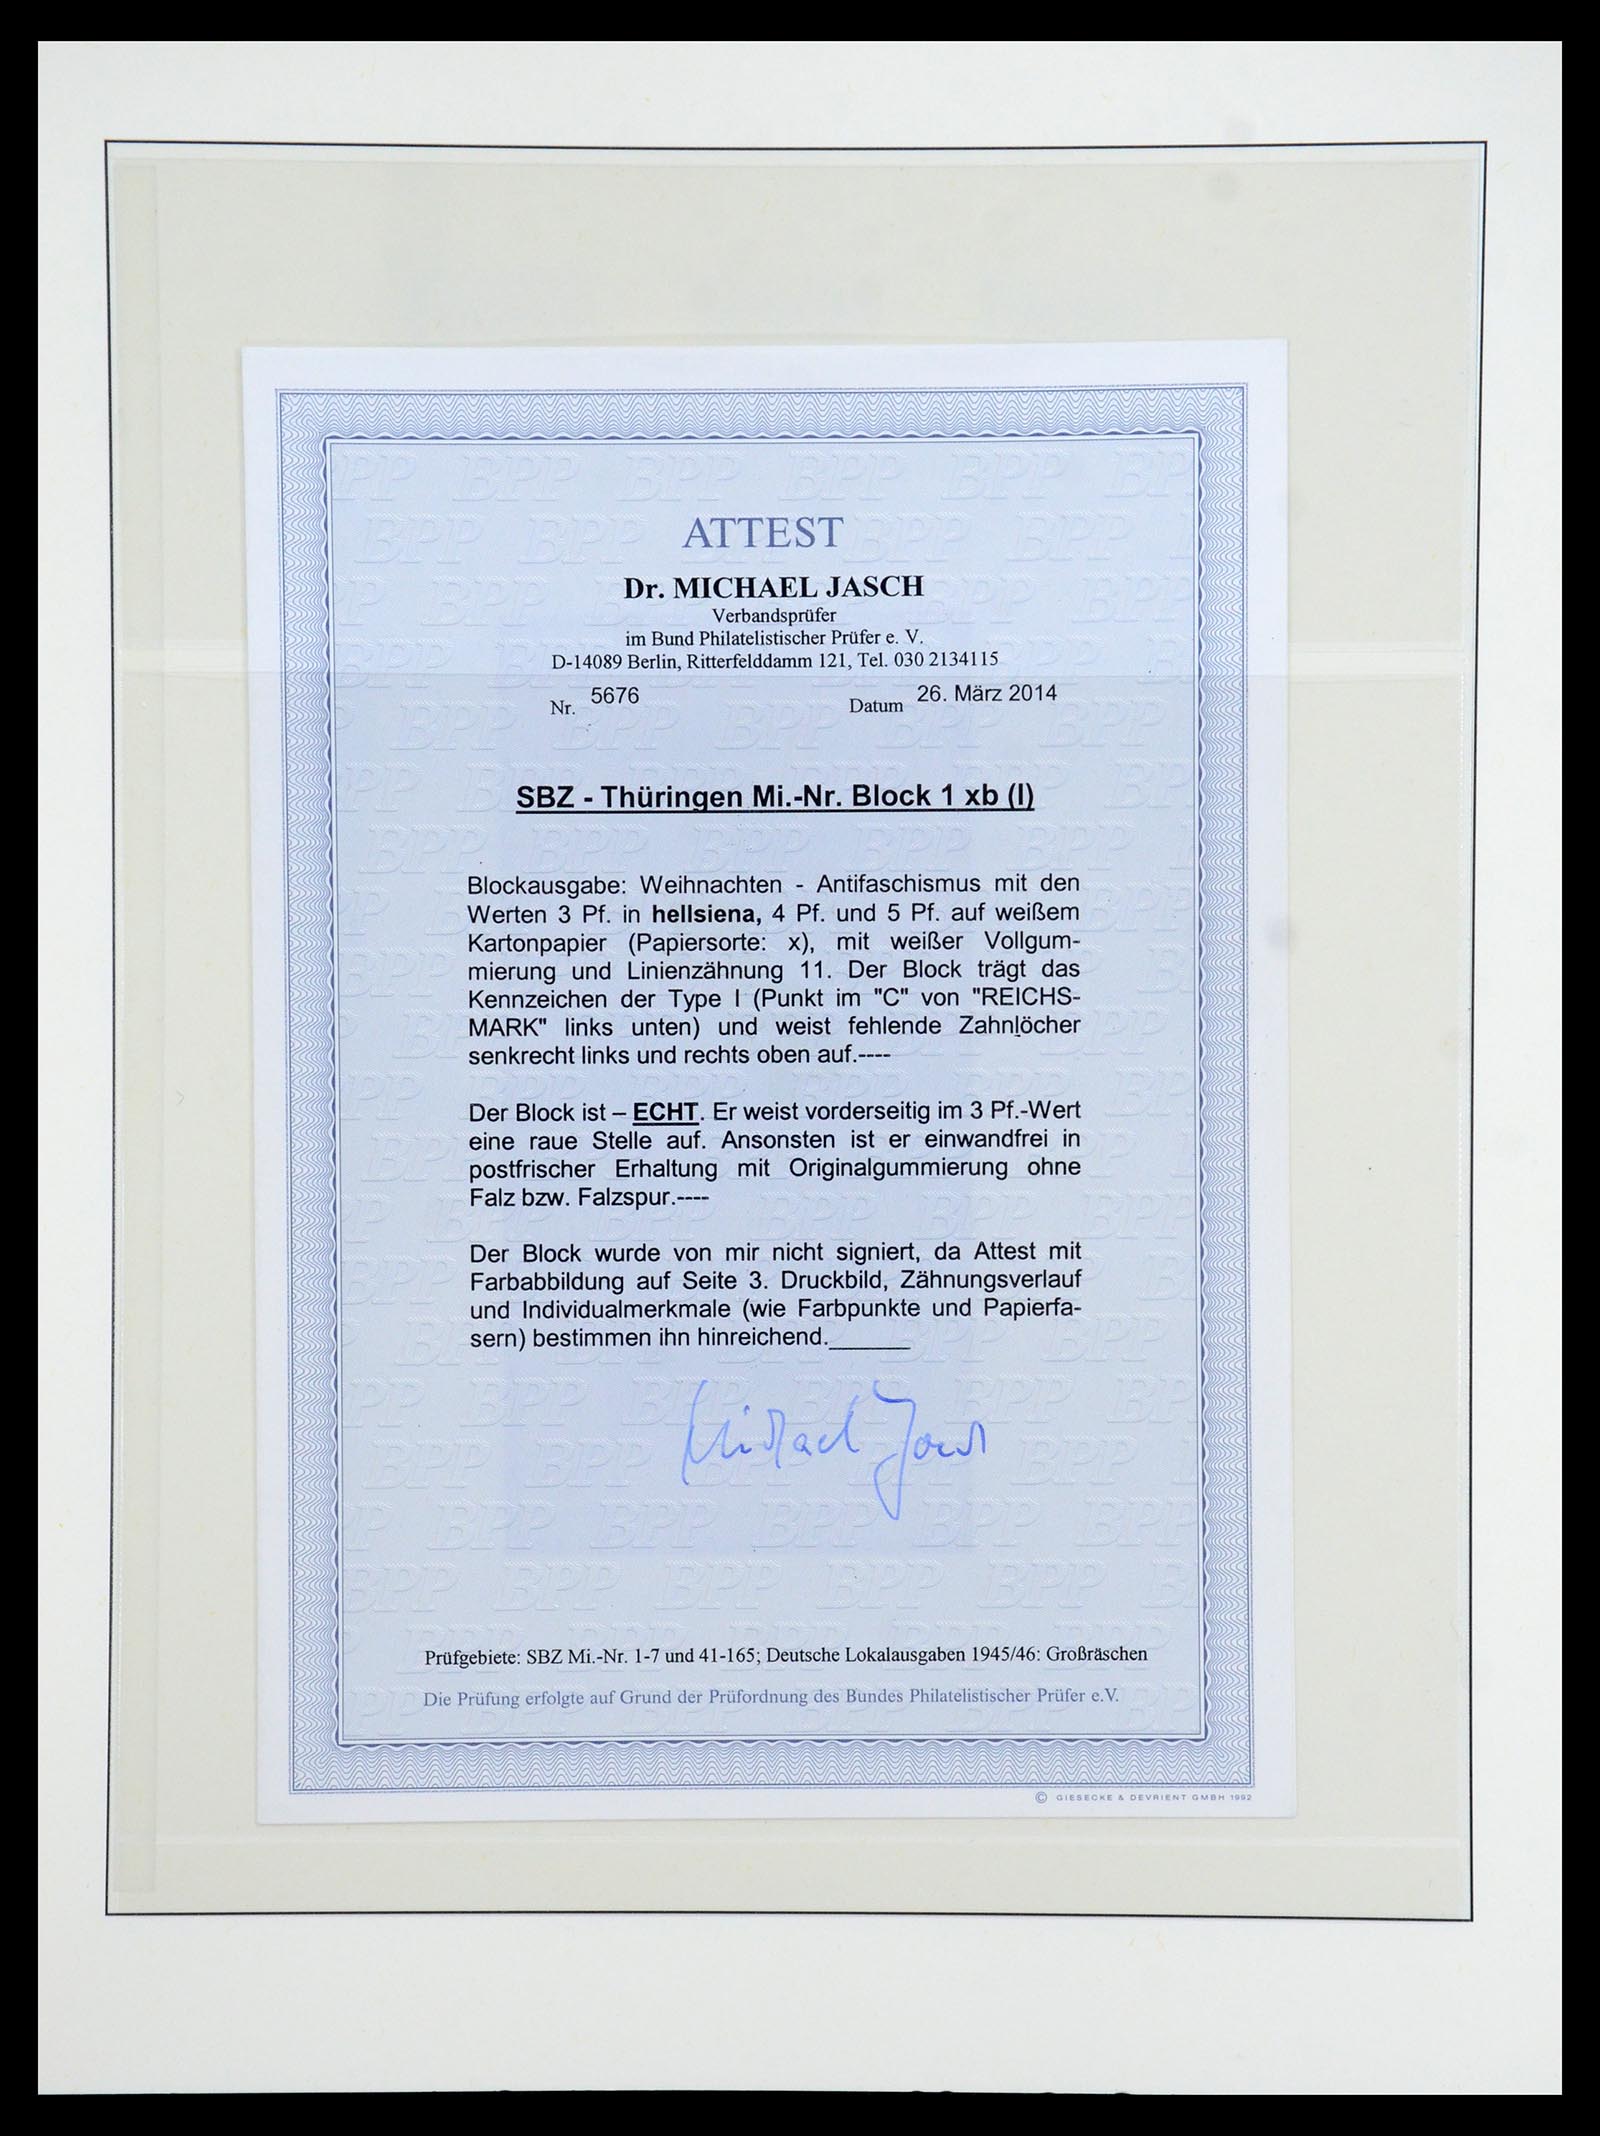 ATTEST
Dr. MICHAEL JASCH
Verbandsprüfer
im Bund Philatelistischer Prüfer e. V.
D-14089 Berlin, Ritterfelddamm 121, Tel. 030 2134115
Nr. 5676 Datum 26. März 2014
SBZ - Thüringen Mi.-Nr. Block 1 xb (I)
Blockausgabe: Weihnachten - Antifaschismus mit den
Werten 3 Pf. in hellsiena, 4 Pf. und 5 Pf. auf weißem
Kartonpapier (Papiersorte: x), mit weißer Vollgum-
mierung und Linienzähnung 11. Der Block trägt das
Kennzeichen der Type I (Punkt im "C" von "REICHS-
MARK" links unten) und weist fehlende Zahnlöcher
senkrecht links und rechts oben auf.----
Der Block ist – ECHT. Er weist vorderseitig im 3 Pf.-Wert
eine raue Stelle auf. Ansonsten ist er einwandfrei in
postfrischer Erhaltung mit Originalgummierung ohne
Falz bzw. Falzspur.----
Der Block wurde von mir nicht signiert, da Attest mit
Farbabbildung auf Seite 3. Druckbild, Zähnungsverlauf
und Individualmerkmale (wie Farbpunkte und Papierfa-
sern) bestimmen ihn hinreichend.______
Michael Jasch
Prüfgebiete: SBZ Mi.-Nr. 1-7 und 41-165; Deutsche Lokalausgaben 1945/46: Großräschen
Die Prüfung erfolgte auf Grund der Prüfordnung des Bundes Philatelistischer Prüfer e.V.
© GIESECKE & DEVRIENT GMBH 1992